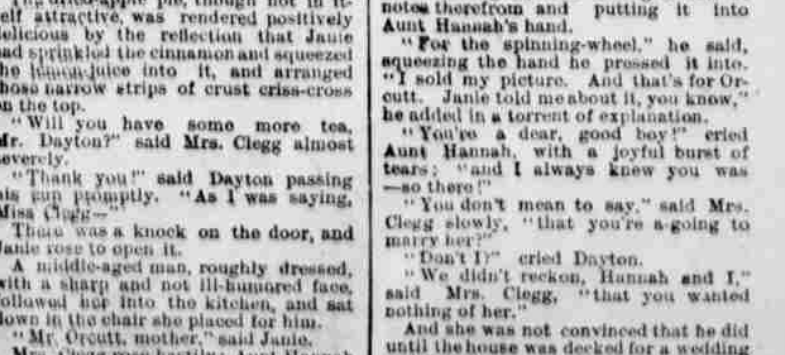 dried-apple pie, though not in it-
self attractive, was rendered positively
delicious by the reflection that Janie
had sprinkled the cinnamon and squeezed
the lemon-juice into it, and arranged
those narrow strips of crust criss-cross
on the top.
"Will you have some more tea,
Mr. Dayton?" said Mrs. Clegg almost
severely.
"Thank you!" said Dayton passing
his cup promptly. "As I was saying,
Miss Clegg—"
There was a knock on the door, and
Janie rose to open it.
A middle-aged man, roughly dressed,
with a sharp and not ill-humored face,
followed her into the kitchen, and sat
down in the chair she placed for him.
"Mr. Orcutt, mother," said Janie.
Mrs. Clegg rose Aunt Hannah
notes therefrom and putting it into
Aunt Hannah's hand.
"For the spinning-wheel," he said,
squeezing the hand he pressed it into.
"I sold my picture. And that's for Or-
cutt. Janie told me about it, you know,"
he added in a torrent of explanation.
"You're a dear, good boy!" cried
Aunt Hannah, with a joyful burst of
tears; "and I always knew you was
—so there!"
"You don't mean to say," said Mrs.
Clegg slowly, "that you're a-going to
marry her?"
"Don't I?" cried Dayton.
"We didn't reckon, Hannah and I,"
said Mrs. Clegg, "that you wanted
nothing of her."
And she was not convinced that he did
until the house was decked for a wedding